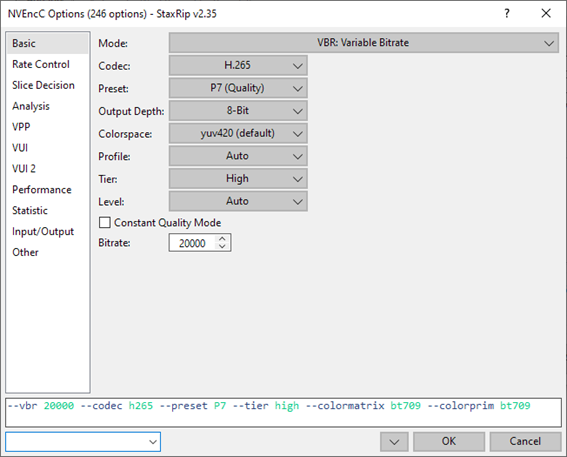 NVEncC Options (246 options) - StaxRip v2.35
Basic
Rate Control
Slice Decision
Analysis
VPP
VUI
VUI 2
Performance
Statistic
Input/Output
Other
Mode: VBR: Variable Bitrate
Codec: H.265
Preset: P7 (Quality)
Output Depth: 8-Bit
Colorspace: yuv420 (default)
Profile: Auto
Tier: High
Level: Auto
Constant Quality Mode
Bitrate: 20000
--vbr 20000 --codec h265 --preset P7 --tier high --colormatrix bt709 --colorprim bt709
OK Cancel